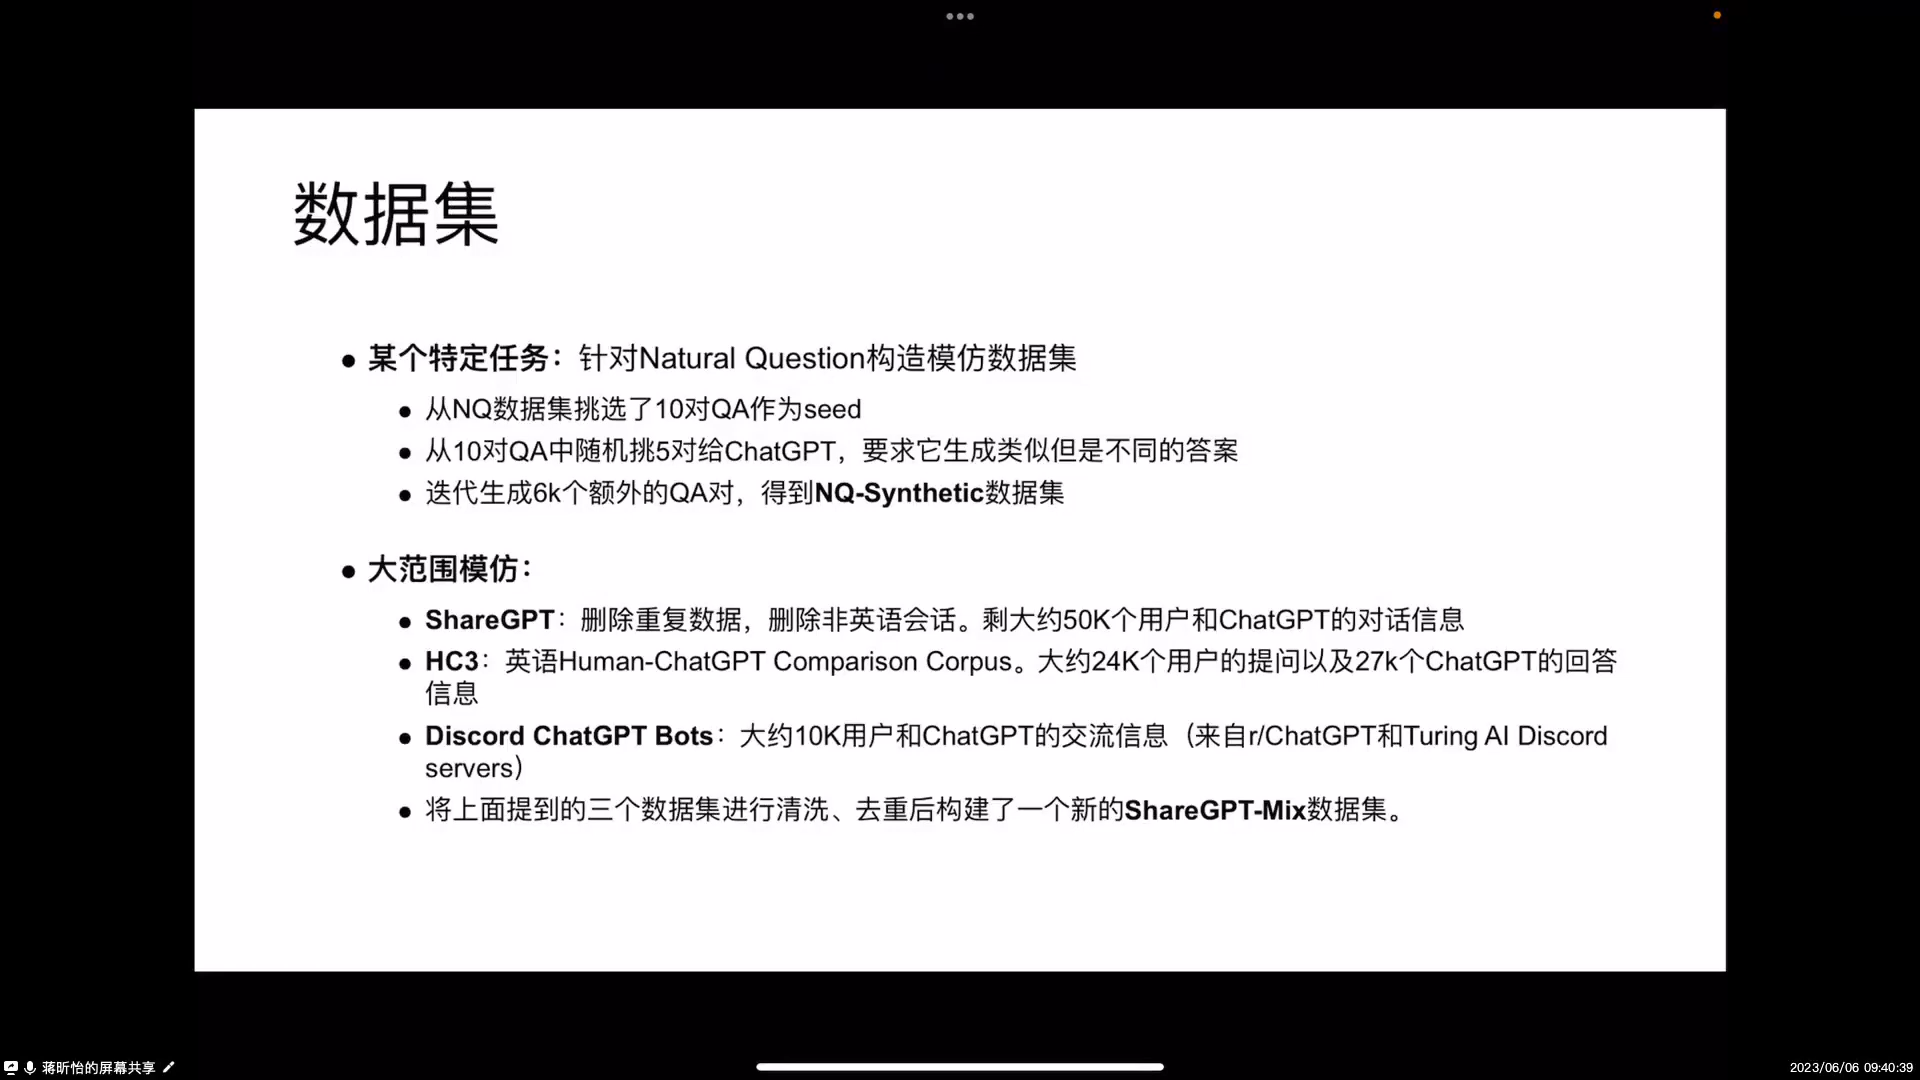 数据集
某个特定任务：针对Natural Question构造模仿数据集
从NQ数据集挑选了10对QA作为seed
从10对QA中随机挑5对给ChatGPT，要求它生成类似但是不同的答案
迭代生成6k个额外的QA对，得到NQ-Synthetic数据集
大范围模仿：
ShareGPT：删除重复数据，删除非英语会话。剩大约50K个用户和ChatGPT的对话信息
HC3：英语Human-ChatGPT Comparison Corpus。大约24K个用户的提问以及27k个ChatGPT的回答
信息
Discord ChatGPT Bots：大约10K用户和ChatGPT的交流信息（来自r/ChatGPT和Turing AI Discord
servers）
将上面提到的三个数据集进行清洗、去重后构建了一个新的ShareGPT-Mix数据集。
蒋昕怡的屏幕共享
2023/06/06 09:40:39